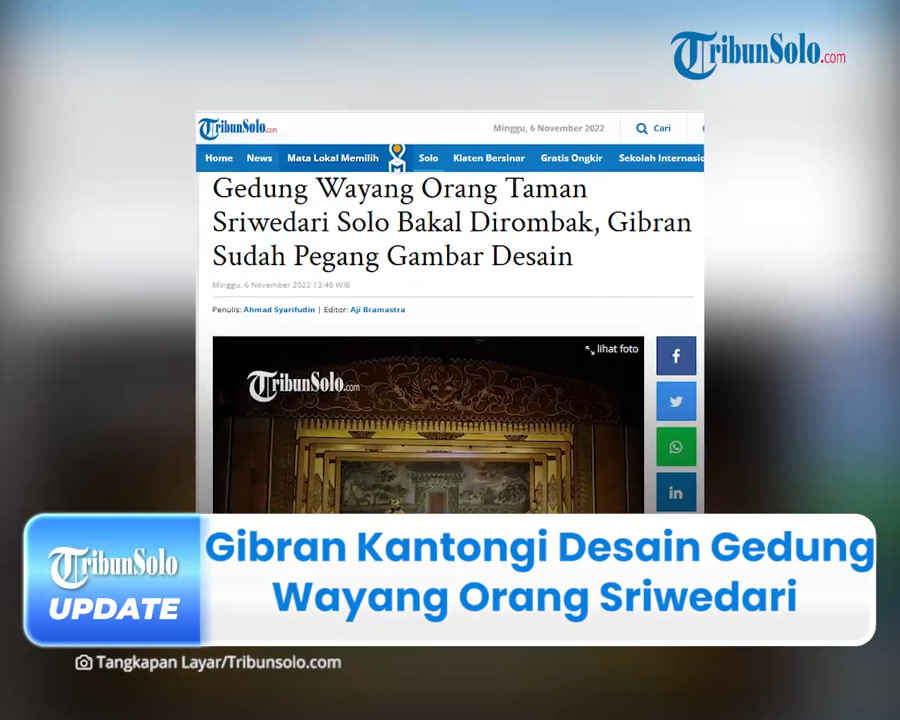 TribunSolo.com
TribunSolo.com
Minggu, 6 November 2022
Cari
Home News Mata Lokal Memilih Solo Klaten Bersinar Gratis Ongkir Sekolah Internasio
Gedung Wayang Orang Taman
Sriwedari Solo Bakal Dirombak, Gibran
Sudah Pegang Gambar Desain
Minggu, 6 November 2022 13:48 WIB
Penulis: Ahmad Syarifudin | Editor: Aji Bramastra
lihat foto
TribunSolo.com
TribunSolo
UPDATE
Gibran Kantongi Desain Gedung
Wayang Orang Sriwedari
Tangkapan Layar/Tribunsolo.com